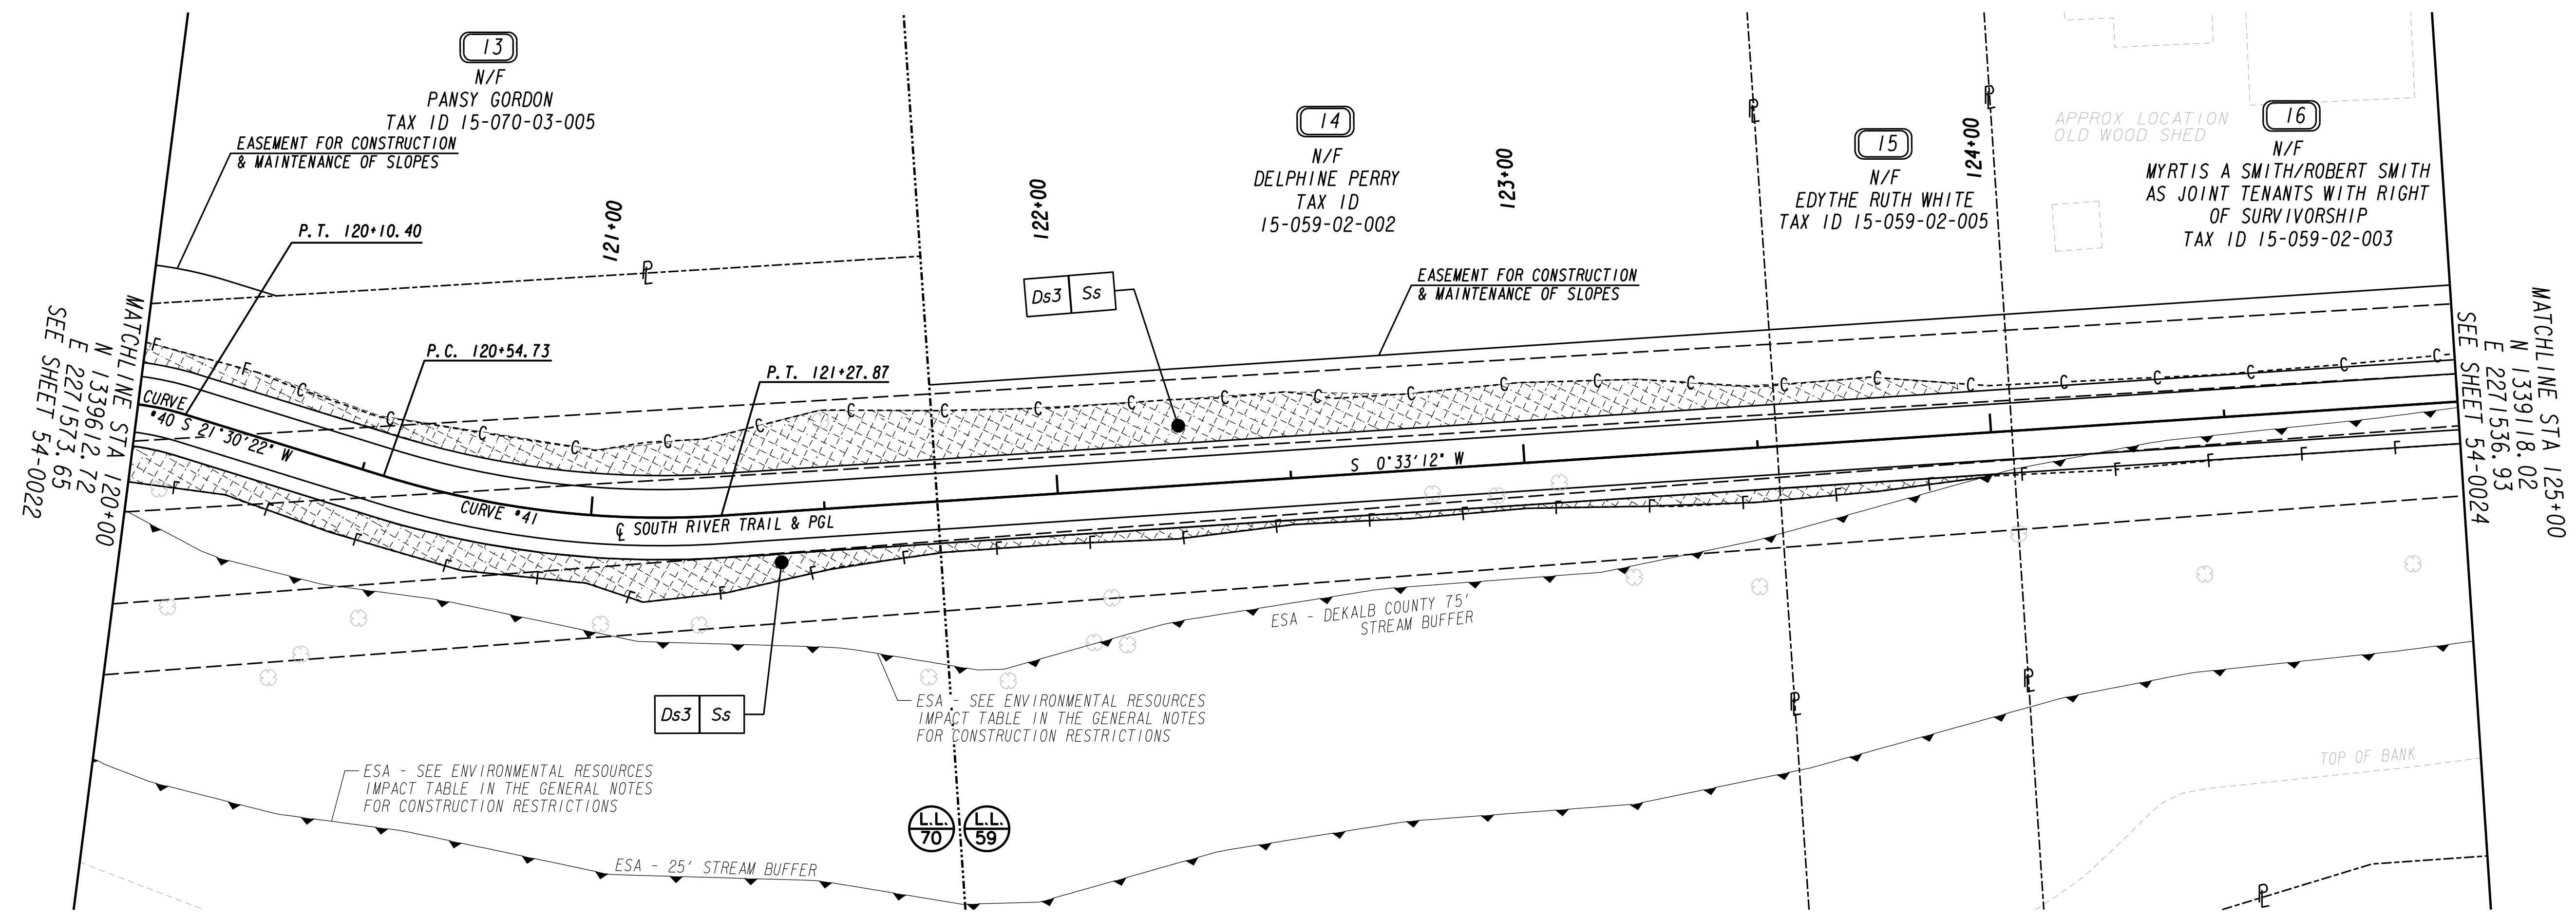 13
N/F
PANSY GORDON
TAX ID 15-070-03-005
EASEMENT FOR CONSTRUCTION
& MAINTENANCE OF SLOPES
P.T. 120+10.40
121+00
P.C. 120+54.73
P.T. 121+27.87
MATCHLINE STA 120+00
N 1339612.72
E 2271573.65
SEE SHEET 54-0022
CURVE
#40
S 21°30'22" W
CURVE #41
℄ SOUTH RIVER TRAIL & PGL
S 0°33'12" W
122+00
Ds3
Ss
14
N/F
DELPHINE PERRY
TAX ID
15-059-02-002
123+00
EASEMENT FOR CONSTRUCTION
& MAINTENANCE OF SLOPES
15
N/F
EDYTHE RUTH WHITE
TAX ID 15-059-02-005
124+00
APPROX LOCATION
OLD WOOD SHED
16
N/F
MYRTIS A SMITH/ROBERT SMITH
AS JOINT TENANTS WITH RIGHT
OF SURVIVORSHIP
TAX ID 15-059-02-003
MATCHLINE STA 125+00
N 1339118.02
E 2271536.93
SEE SHEET 54-0024
ESA - DEKALB COUNTY 75'
STREAM BUFFER
Ds3
Ss
ESA - SEE ENVIRONMENTAL RESOURCES
IMPACT TABLE IN THE GENERAL NOTES
FOR CONSTRUCTION RESTRICTIONS
ESA - SEE ENVIRONMENTAL RESOURCES
IMPACT TABLE IN THE GENERAL NOTES
FOR CONSTRUCTION RESTRICTIONS
TOP OF BANK
L.L.
70
L.L.
59
ESA - 25' STREAM BUFFER